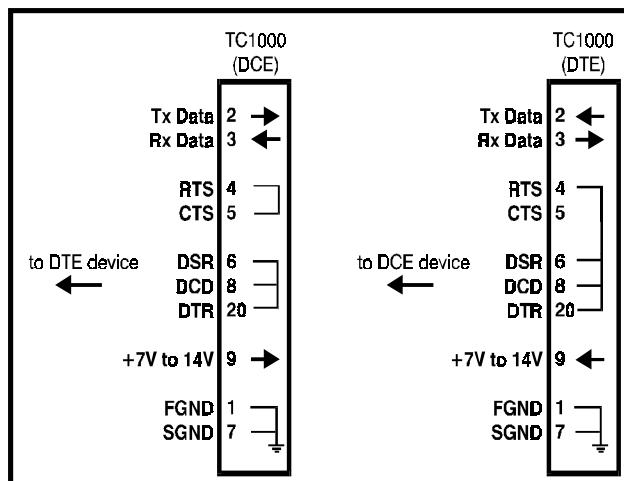 TC1000
(DCE)
Tx Data 2
Rx Data 3
RTS 4
CTS 5
to DTE device
DSR 6
DCD 8
DTR 20
+7V to 14V 9
FGND 1
SGND 7
TC1000
(DTE)
Tx Data 2
Rx Data 3
RTS 4
CTS 5
to DCE device
DSR 6
DCD 8
DTR 20
+7V to 14V 9
FGND 1
SGND 7